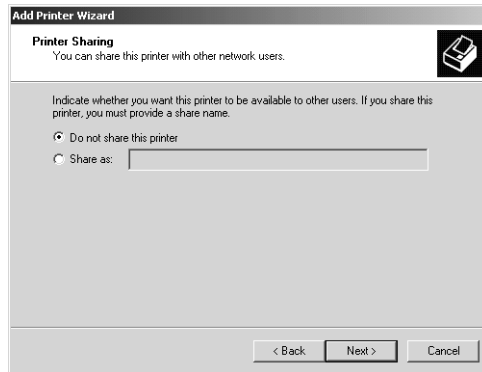 Add Printer Wizard
Printer Sharing
You can share this printer with other network users.
Indicate whether you want this printer to be available to other users. If you share this
printer, you must provide a share name.
Do not share this printer
Share as:
< Back Next > Cancel